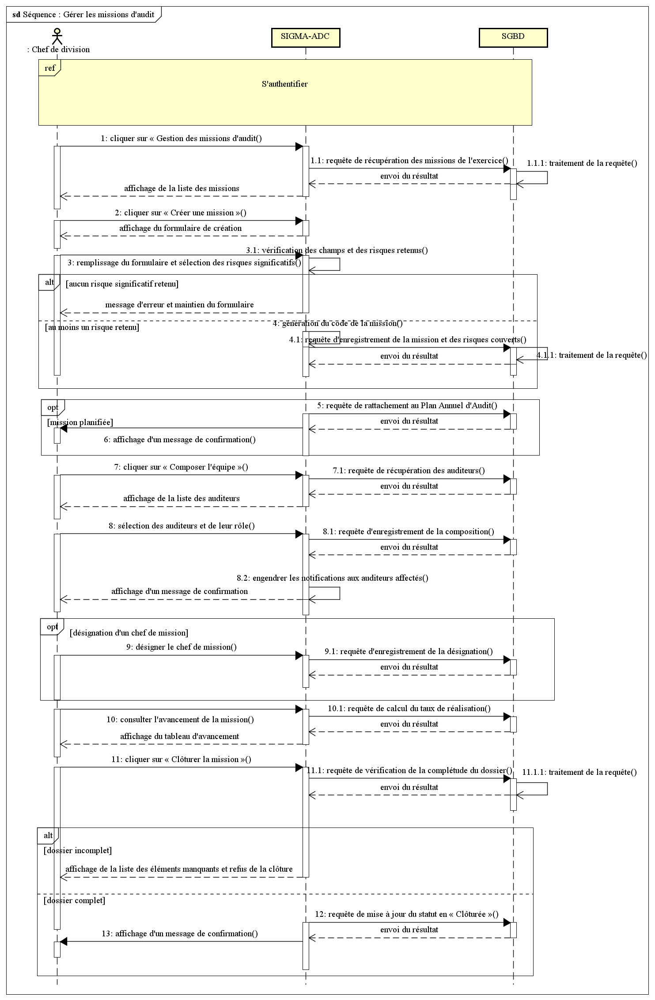 sd Séquence : Gérer les missions d'audit
: Chef de division
SIGMA-ADC
SGBD
ref
S'authentifier
1: cliquer sur « Gestion des missions d'audit()
1.1: requête de récupération des missions de l'exercice()
1.1.1: traitement de la requête()
envoi du résultat
affichage de la liste des missions
2: cliquer sur « Créer une mission »()
affichage du formulaire de création
3.1: vérification des champs et des risques retenus()
3: remplissage du formulaire et sélection des risques significatifs()
alt
[aucun risque significatif retenu]
message d'erreur et maintien du formulaire
4: génération du code de la mission()
[au moins un risque retenu]
4.1: requête d'enregistrement de la mission et des risques couverts()
envoi du résultat
4.1.1: traitement de la requête()
opt
5: requête de rattachement au Plan Annuel d'Audit()
[mission planifiée]
envoi du résultat
6: affichage d'un message de confirmation()
7: cliquer sur « Composer l'équipe »()
7.1: requête de récupération des auditeurs()
envoi du résultat
affichage de la liste des auditeurs
8: sélection des auditeurs et de leur rôle()
8.1: requête d'enregistrement de la composition()
envoi du résultat
8.2: engendrer les notifications aux auditeurs affectés()
affichage d'un message de confirmation
opt
[désignation d'un chef de mission]
9: désigner le chef de mission()
9.1: requête d'enregistrement de la désignation()
envoi du résultat
10.1: requête de calcul du taux de réalisation()
10: consulter l'avancement de la mission()
envoi du résultat
affichage du tableau d'avancement
11: cliquer sur « Clôturer la mission »()
11.1: requête de vérification de la complétude du dossier()
11.1.1: traitement de la requête()
envoi du résultat
alt
[dossier incomplet]
affichage de la liste des éléments manquants et refus de la clôture
[dossier complet]
12: requête de mise à jour du statut en « Clôturée »()
envoi du résultat
13: affichage d'un message de confirmation()